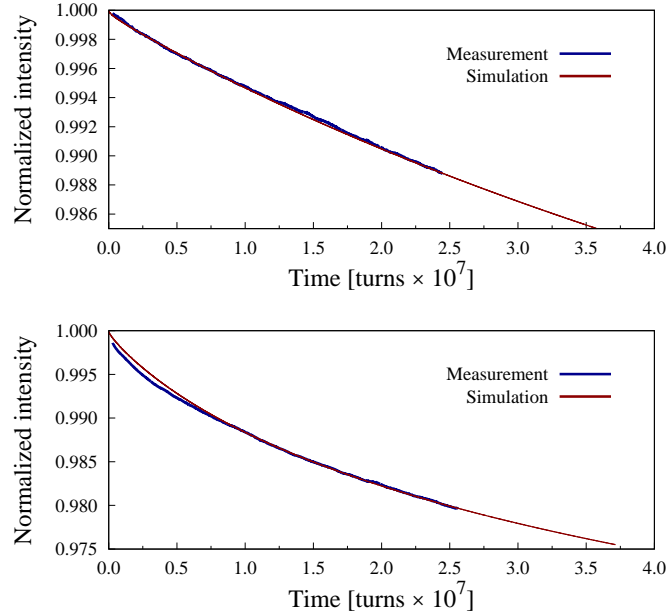 1.000
0.998
0.996
0.994
0.992
0.990
0.988
0.986
Normalized intensity
Measurement
Simulation
0.0 0.5 1.0 1.5 2.0 2.5 3.0 3.5 4.0
Time [turns × 10⁷]
1.000
0.995
0.990
0.985
0.980
0.975
Normalized intensity
Measurement
Simulation
0.0 0.5 1.0 1.5 2.0 2.5 3.0 3.5 4.0
Time [turns × 10⁷]